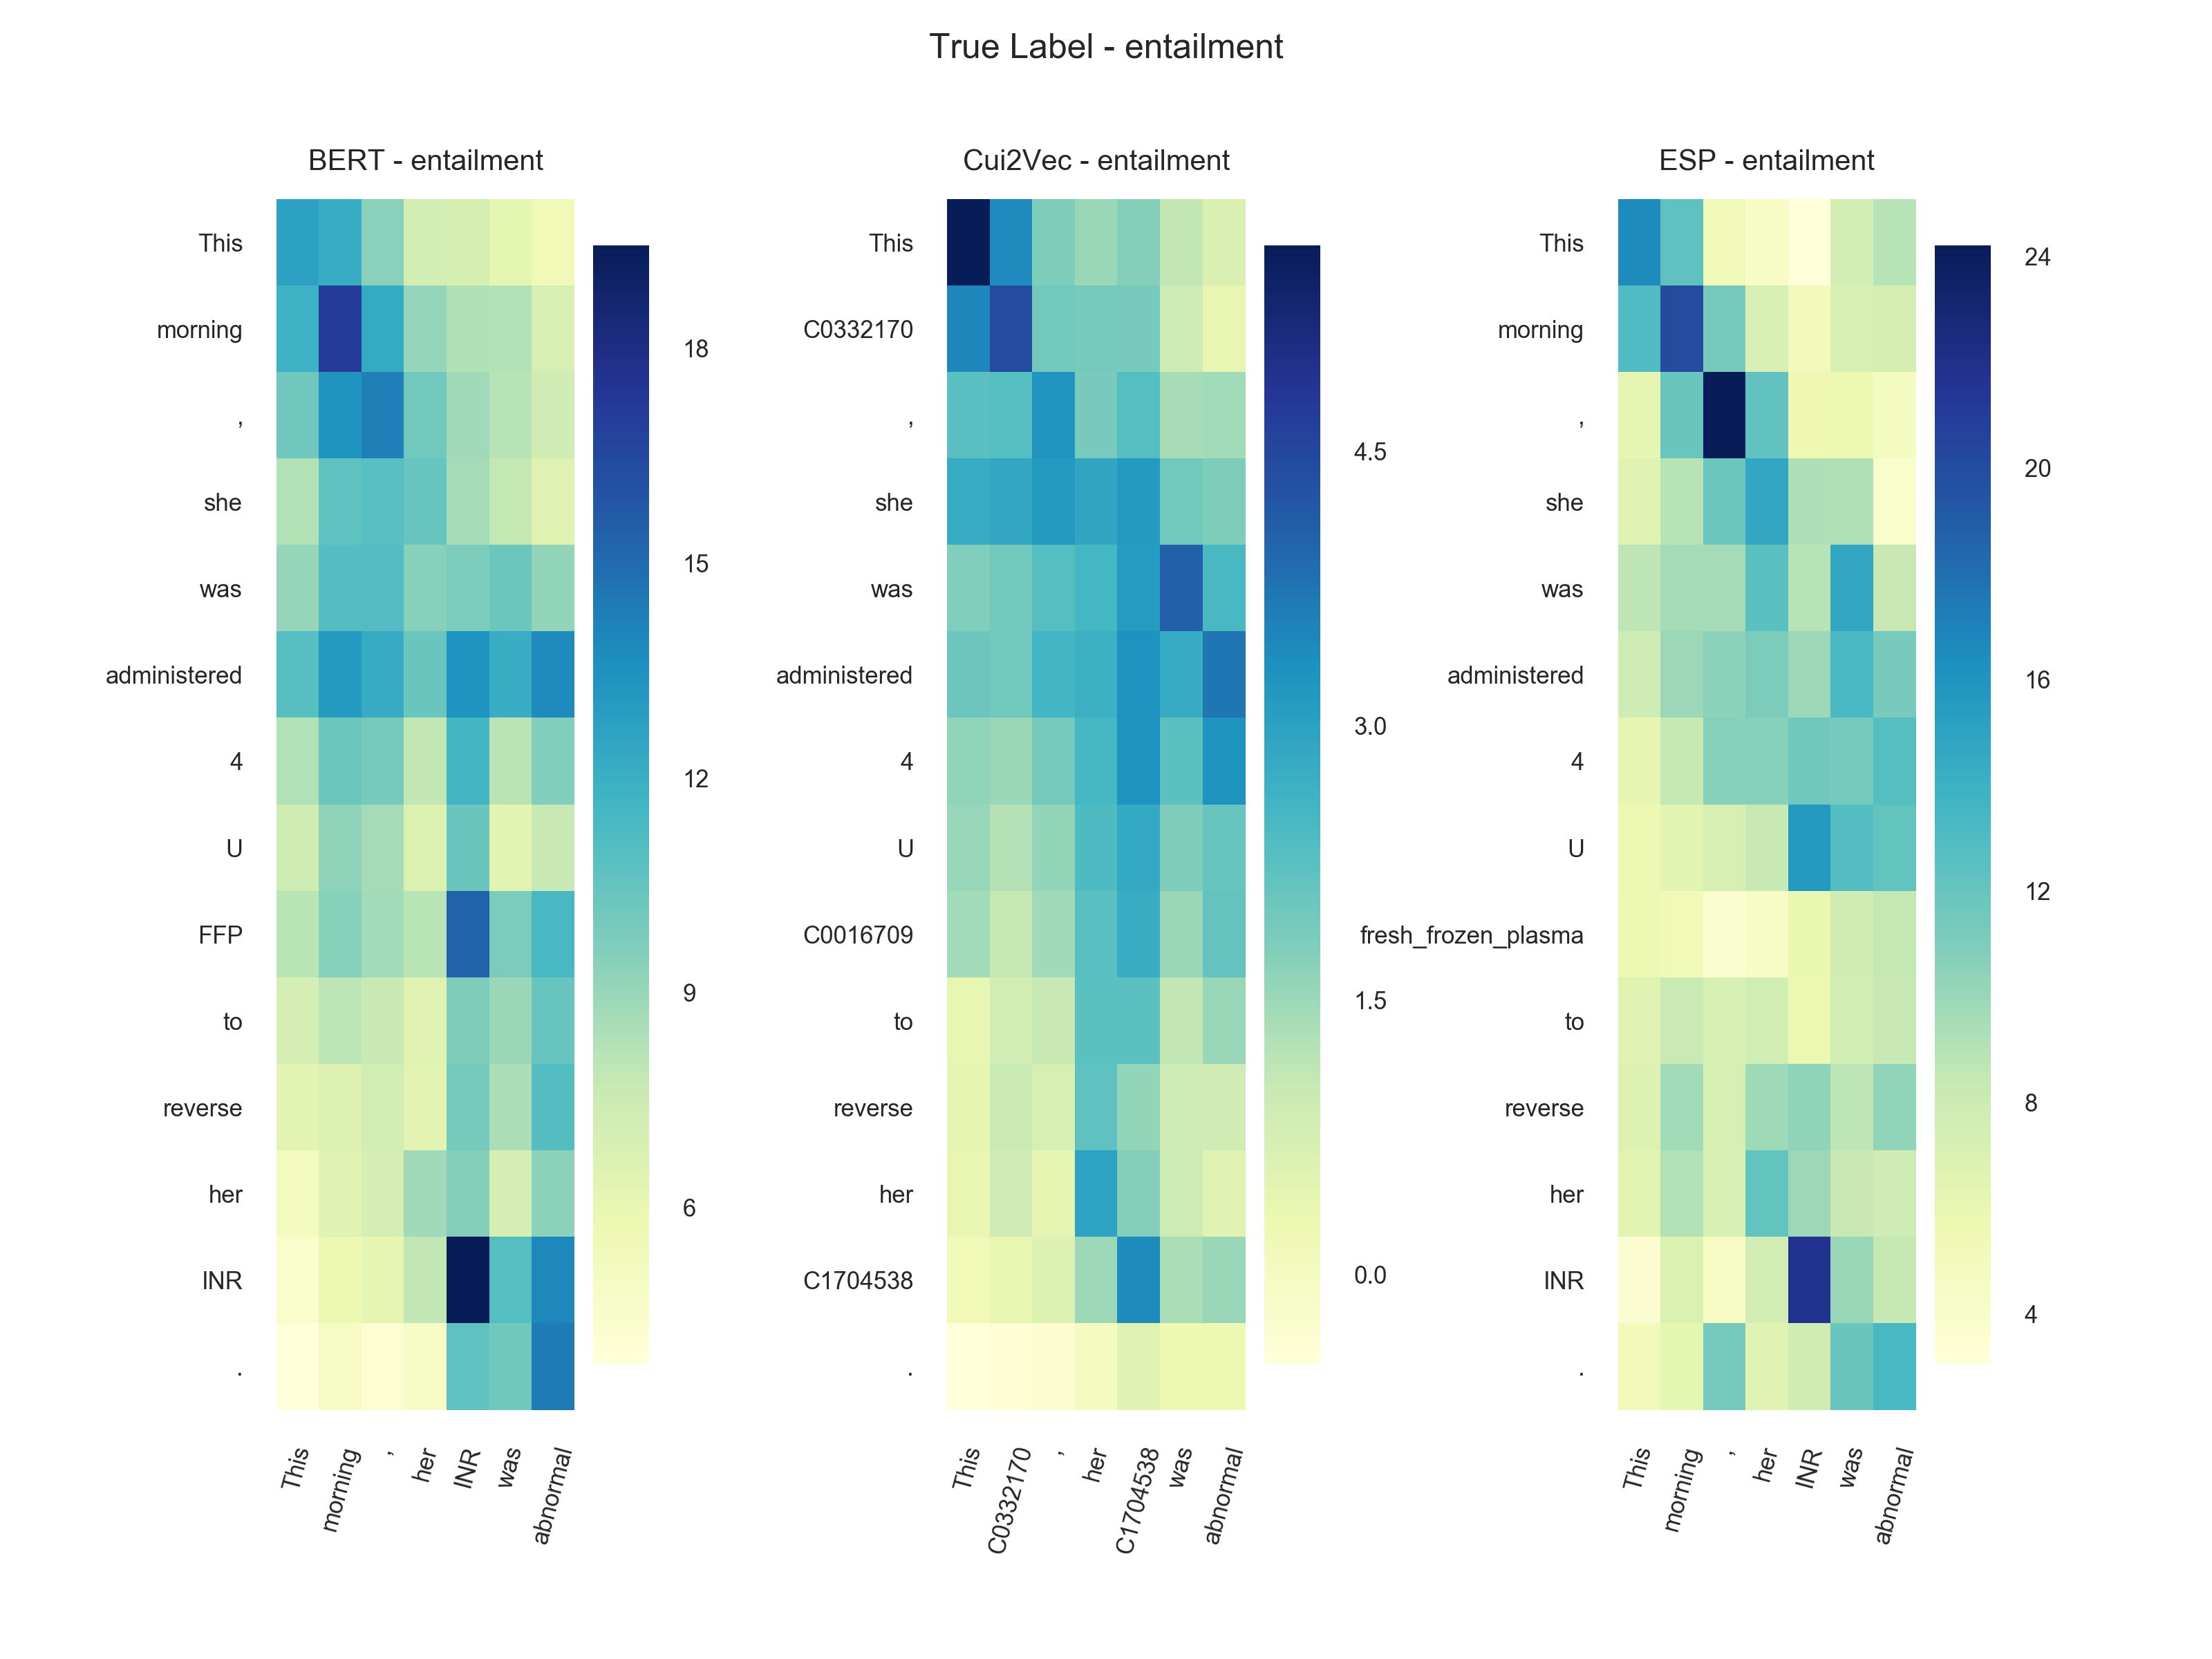 True Label - entailment
BERT - entailment
This
morning
,
she
was
administered
4
U
FFP
to
reverse
her
INR
.
This
morning
,
her
INR
was
abnormal
18
15
12
9
6
Cui2Vec - entailment
This
C0332170
,
she
was
administered
4
U
C0016709
to
reverse
her
C1704538
.
This
C0332170
,
her
C1704538
was
abnormal
4.5
3.0
1.5
0.0
ESP - entailment
This
morning
,
she
was
administered
4
U
fresh_frozen_plasma
to
reverse
her
INR
.
This
morning
,
her
INR
was
abnormal
24
20
16
12
8
4